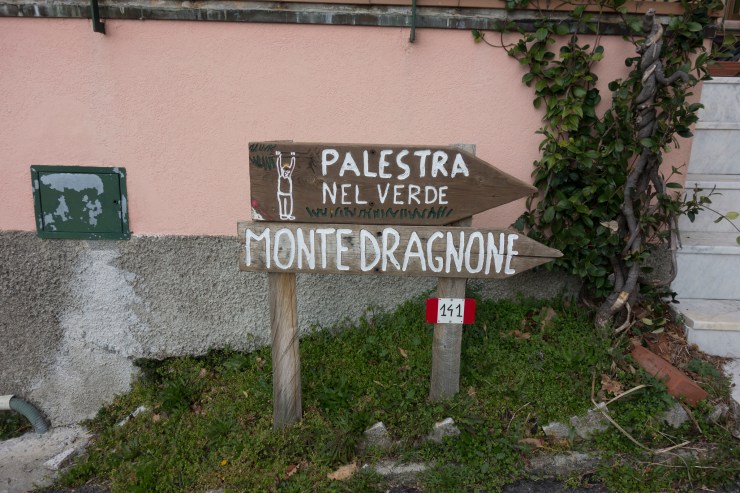 PALESTRA
NEL VERDE
MONTE DRAGNONE
141